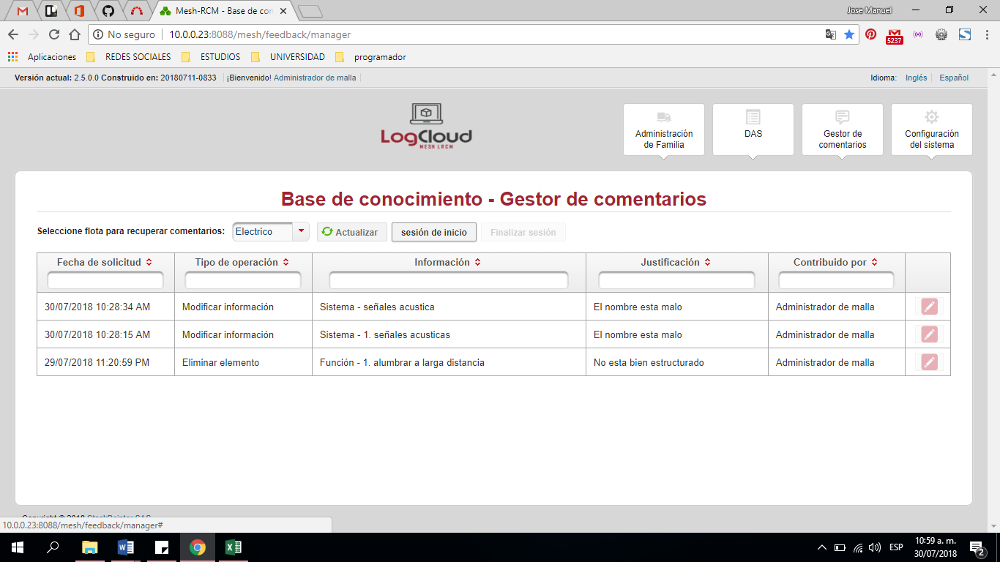 Mesh-RCM - Base de con
Jose Manuel
No seguro
10.0.0.23:8088/mesh/feedback/manager
5237
Aplicaciones
REDES SOCIALES
ESTUDIOS
UNIVERSIDAD
programador
Versión actual: 2.5.0.0 Construido en: 20180711-0833
¡Bienvenido! Administrador de malla
Idioma:
Inglés
Español
LogCloud
MESH LRCM
Administración
de Familia
DAS
Gestor de
comentarios
Configuración
del sistema
Base de conocimiento - Gestor de comentarios
Seleccione flota para recuperar comentarios:
Electrico
Actualizar
sesión de inicio
Finalizar sesión
Fecha de solicitud
Tipo de operación
Información
Justificación
Contribuido por
30/07/2018 10:28:34 AM
Modificar información
Sistema - señales acustica
El nombre esta malo
Administrador de malla
30/07/2018 10:28:15 AM
Modificar información
Sistema - 1. señales acusticas
El nombre esta malo
Administrador de malla
29/07/2018 11:20:59 PM
Eliminar elemento
Función - 1. alumbrar a larga distancia
No esta bien estructurado
Administrador de malla
Copyright © 2018 StackPointer SAS
10.0.0.23:8088/mesh/feedback/manager#
ESP
10:59 a. m.
30/07/2018
2